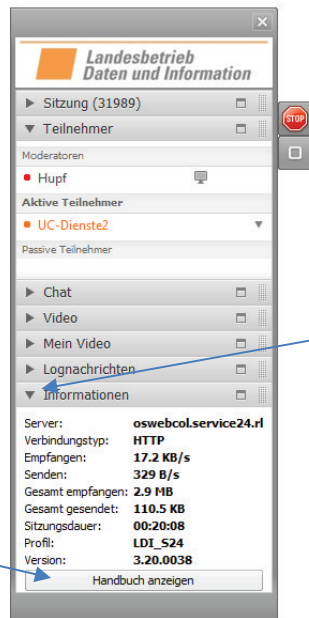 Landesbetrieb
Daten und Information
Sitzung (31989)
STOP
Teilnehmer
Moderatoren
Hupf
Aktive Teilnehmer
UC-Dienste2
Passive Teilnehmer
Chat
Video
Mein Video
Lognachrichten
Informationen
Server: oswebcol.service24.rl
Verbindungstyp: HTTP
Empfangen: 17.2 KB/s
Senden: 329 B/s
Gesamt empfangen: 2.9 MB
Gesamt gesendet: 110.5 KB
Sitzungsdauer: 00:20:08
Profil: LDI_S24
Version: 3.20.0038
Handbuch anzeigen